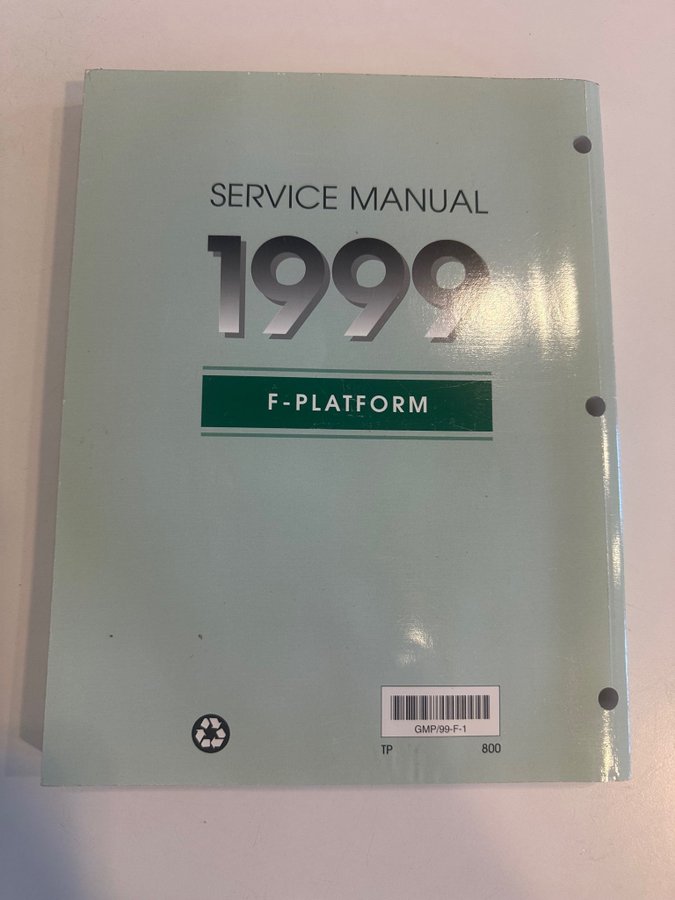 SERVICE MANUAL
1999
F-PLATFORM
GMP/99-F-1
TP 800